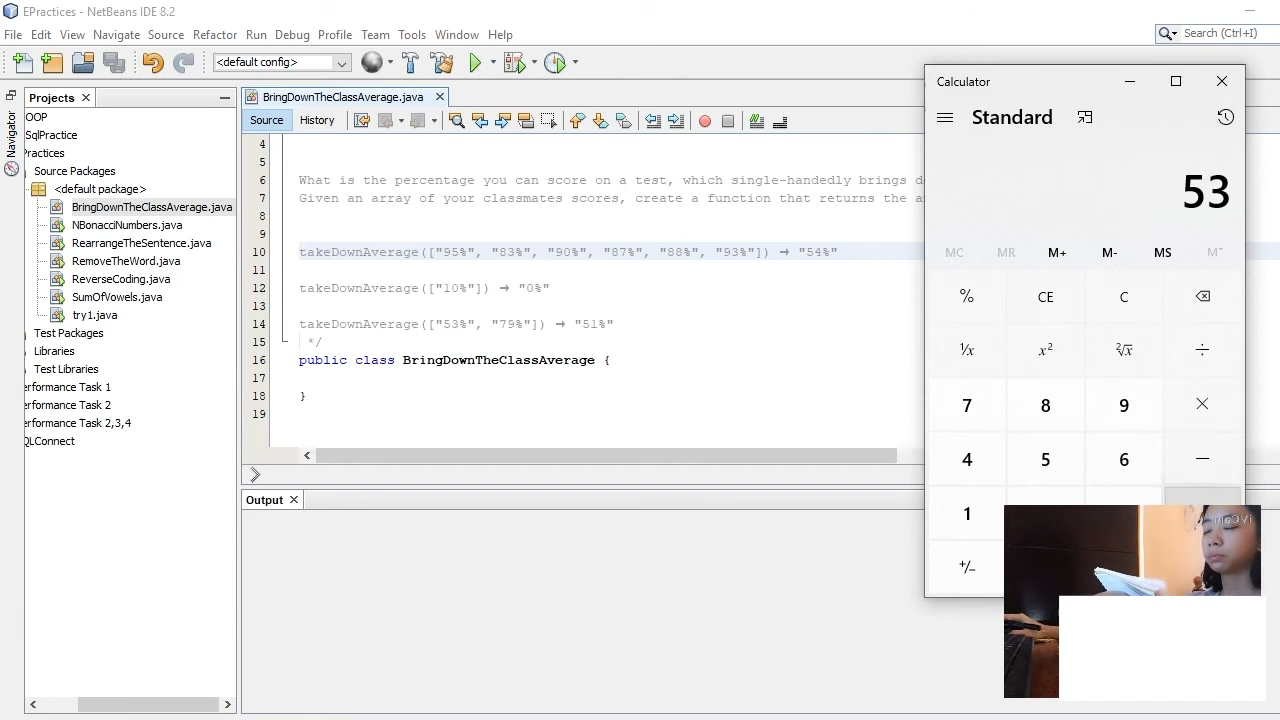 EPractices - NetBeans IDE 8.2
File Edit View Navigate Source Refactor Run Debug Profile Team Tools Window Help
Search (Ctrl+I)
<default config>
Projects
Navigator
OOP
SqlPractice
ractices
Source Packages
<default package>
BringDownTheClassAverage.java
NBonacciNumbers.java
RearrangeTheSentence.java
RemoveTheWord.java
ReverseCoding.java
SumOfVowels.java
try1.java
Test Packages
Libraries
Test Libraries
erformance Task 1
erformance Task 2
erformance Task 2,3,4
QLConnect
BringDownTheClassAverage.java
Source History
4
5
6 What is the percentage you can score on a test, which single-handedly brings d
7 Given an array of your classmates scores, create a function that returns the a
8
9
10 takeDownAverage(["95%", "83%", "90%", "87%", "88%", "93%"]) → "54%"
11
12 takeDownAverage(["10%"]) → "0%"
13
14 takeDownAverage(["53%", "79%"]) → "51%"
15 */
16 public class BringDownTheClassAverage {
17
18 }
19
Output
Calculator
Standard
53
MC MR M+ M- MS M˅
% CE C
¹/x x² ²√x ÷
7 8 9 ×
4 5 6 −
1
+/−